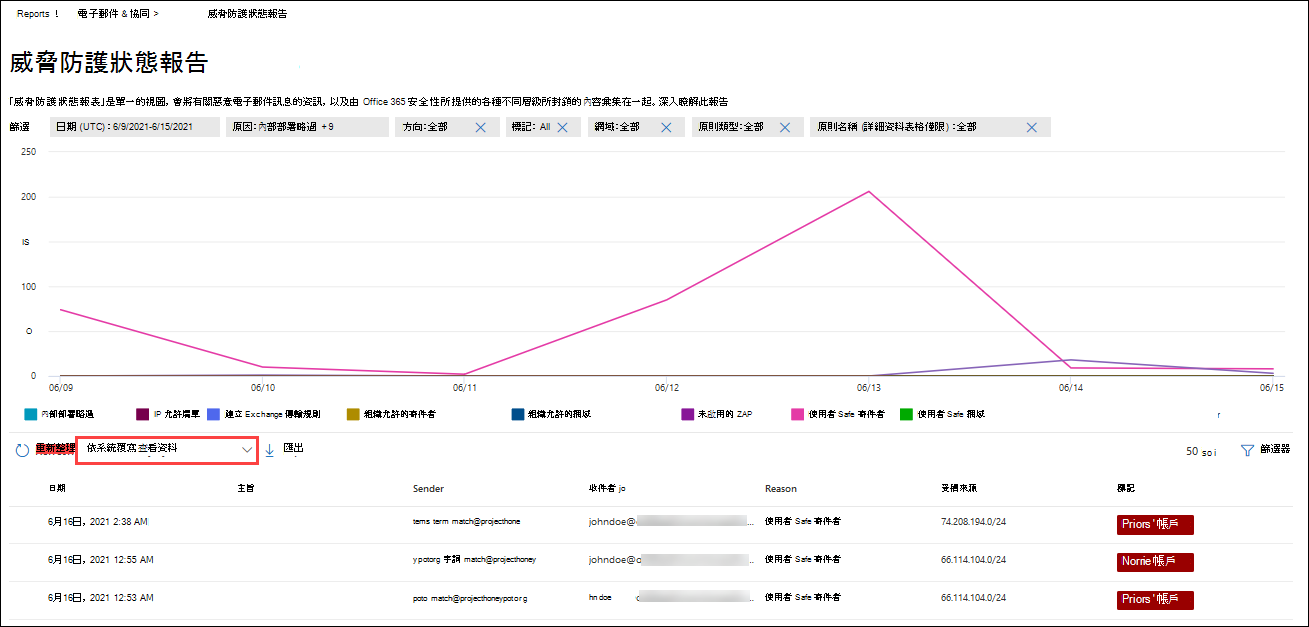 Reports ! 電子郵件 & 協同 > 威脅防護狀態報告
威脅防護狀態報告
「威脅防護狀態報表」是單一的視圖，會將有關惡意電子郵件訊息的資訊，以及由 Office 365 安全性所提供的各種不同層級所封鎖的內容彙集在一起。深入瞭解此報告
篩選 日期 (UTC)：6/9/2021-6/15/2021 原因：內部部署略過 +9 方向：全部 標記： All 網域：全部 原則類型：全部 原則名稱 (詳細資料表格僅限)：全部
250
200
IS
100
O
0
06/09 06/10 06/11 06/12 06/13 06/14 06/15
內部部署略過 IP 允許清單 建立 Exchange 傳輸規則 組織允許的寄件者 組織允許的網域 未啟用的 ZAP 使用者 Safe 寄件者 使用者 Safe 網域
重新整理 依系統覆寫查看資料 匯出 50 so i 篩選器
日期 主旨 Sender 收件者 jo Reason 受稱來源 標記
6月16日，2021 2:38 AM tems term match@projecthone johndoe@ ... 使用者 Safe 寄件者 74.208.194.0/24 Priors '帳戶
6月16日，2021 12:55 AM ypotorg 字詞 match@projecthoney johndoe@o .. 使用者 Safe 寄件者 66.114.104.0/24 Norrie 帳戶
6月16日，2021 12:53 AM poto match@projecthoneypotorg hn doe .. 使用者 Safe 寄件者 66.114.104.0/24 Priors '帳戶